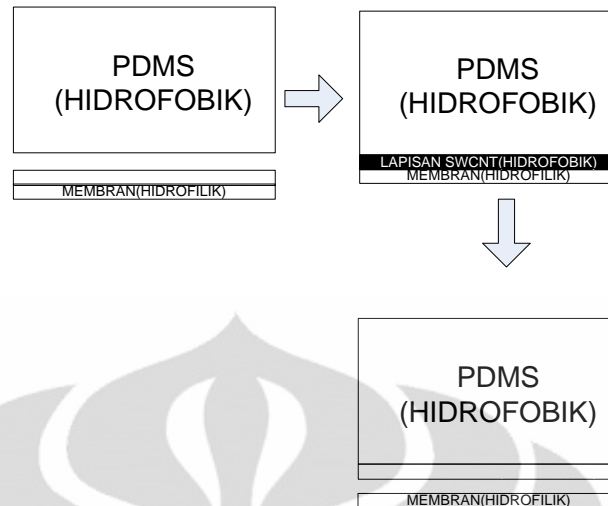 PDMS
(HIDROFOBIK)
MEMBRAN(HIDROFILIK)
PDMS
(HIDROFOBIK)
LAPISAN SWCNT(HIDROFOBIK)
MEMBRAN(HIDROFILIK)
PDMS
(HIDROFOBIK)
MEMBRAN(HIDROFILIK)